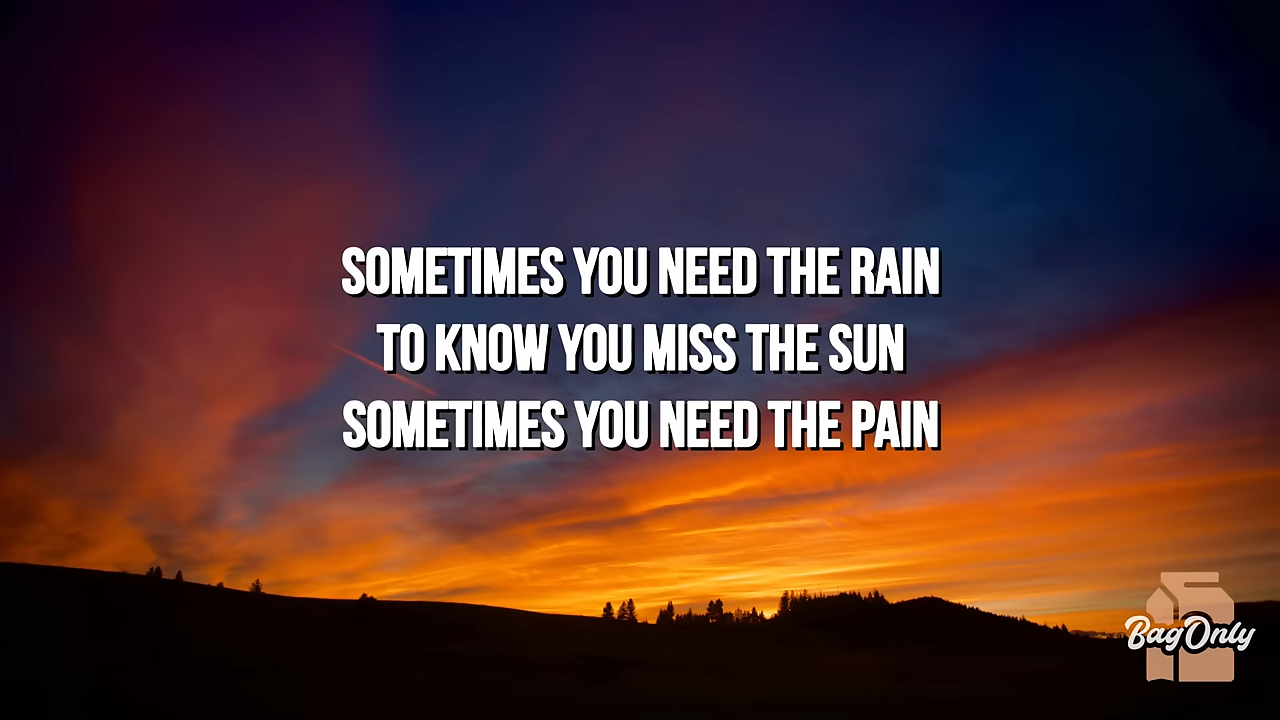 SOMETIMES YOU NEED THE RAIN
TO KNOW YOU MISS THE SUN
SOMETIMES YOU NEED THE PAIN
BagOnly